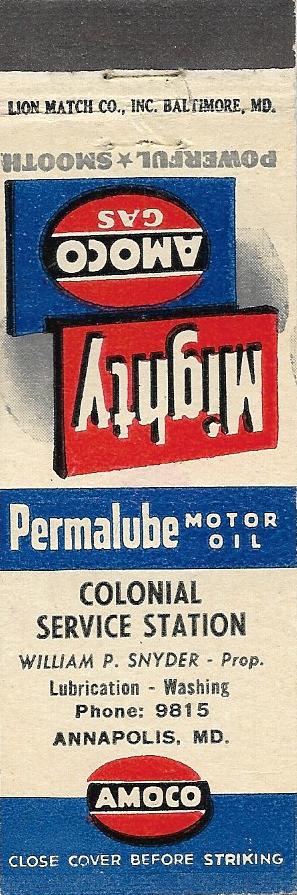 LION MATCH CO., INC. BALTIMORE, MD.
POWERFUL★SMOOTH
AMOCO
GAS
Mighty
Permalube MOTOR OIL
COLONIAL
SERVICE STATION
WILLIAM P. SNYDER - Prop.
Lubrication - Washing
Phone: 9815
ANNAPOLIS, MD.
AMOCO
CLOSE COVER BEFORE STRIKING